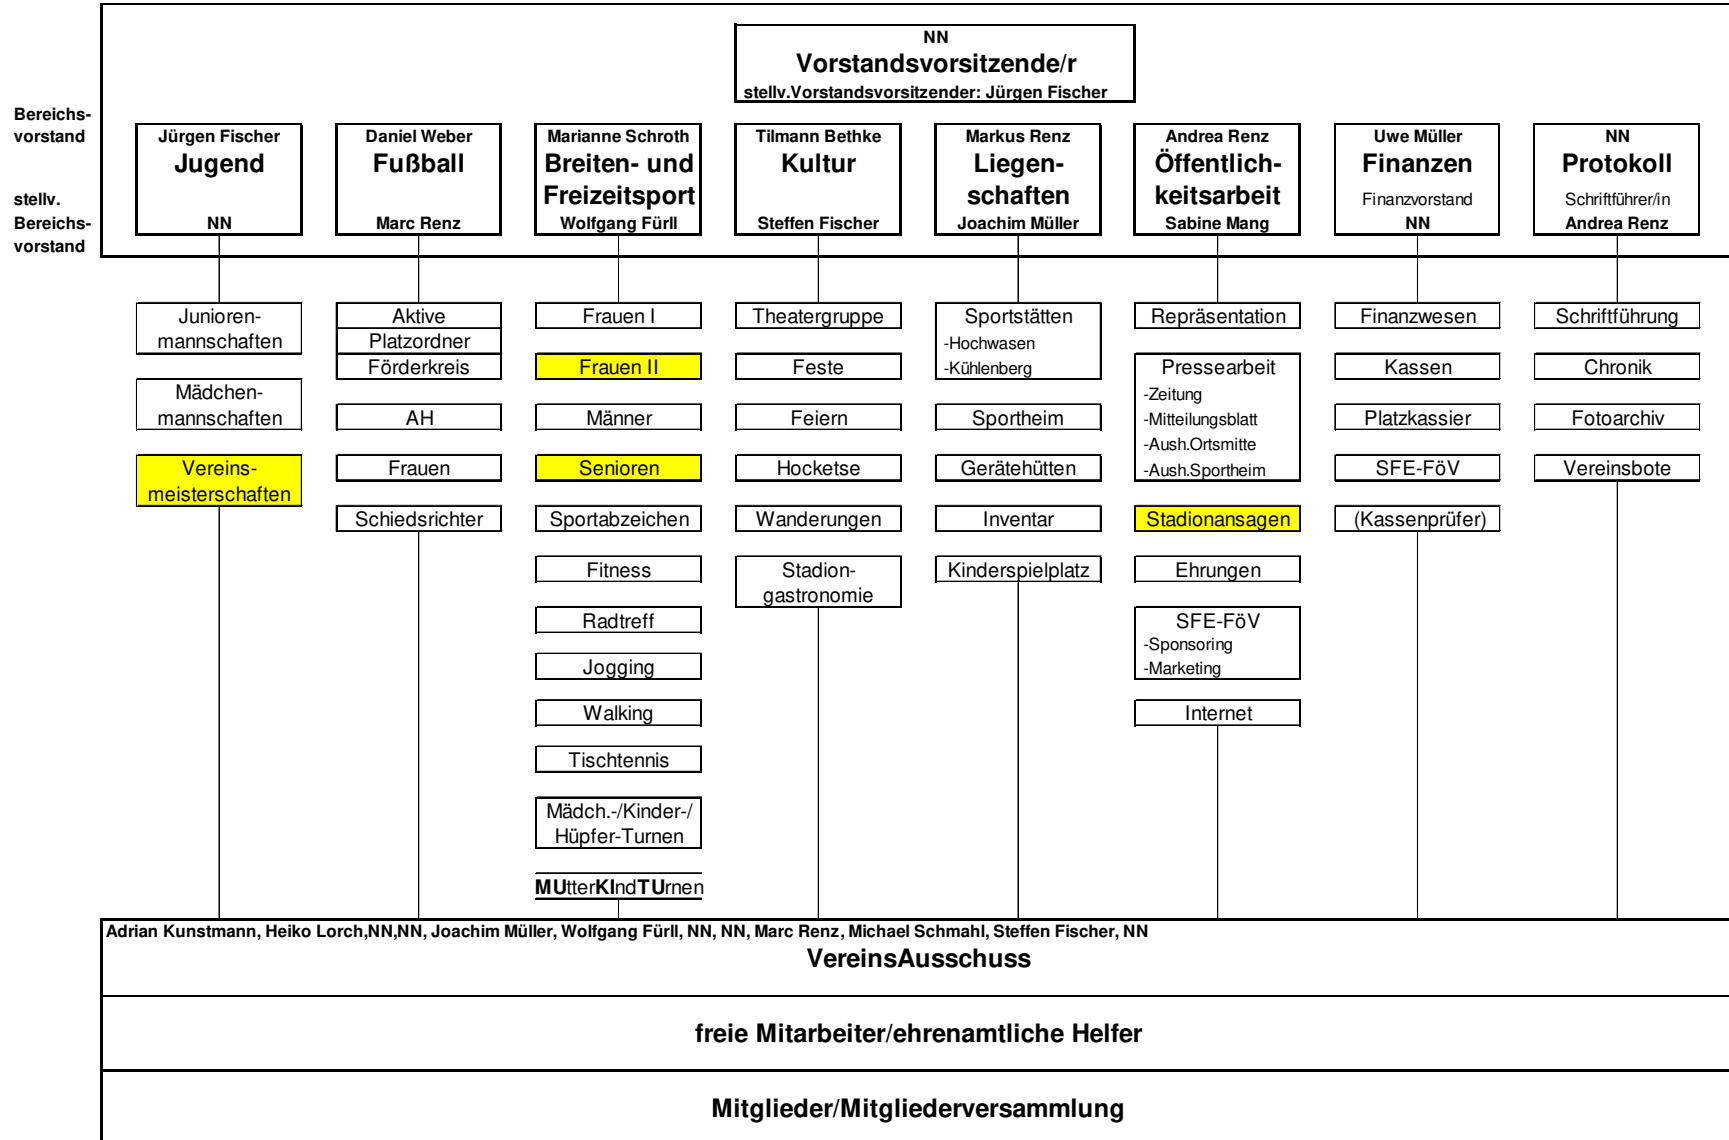 NN
Vorstandsvorsitzende/r
stellv.Vorstandsvorsitzender: Jürgen Fischer
Bereichs-
vorstand
stellv.
Bereichs-
vorstand
Jürgen Fischer
Jugend
NN
Daniel Weber
Fußball
Marc Renz
Marianne Schroth
Breiten- und
Freizeitsport
Wolfgang Fürll
Tilmann Bethke
Kultur
Steffen Fischer
Markus Renz
Liegen-
schaften
Joachim Müller
Andrea Renz
Öffentlich-
keitsarbeit
Sabine Mang
Uwe Müller
Finanzen
Finanzvorstand
NN
NN
Protokoll
Schriftführer/in
Andrea Renz
Junioren-
mannschaften
Mädchen-
mannschaften
Vereins-
meisterschaften
Aktive
Platzordner
Förderkreis
AH
Frauen
Schiedsrichter
Frauen I
Frauen II
Männer
Senioren
Sportabzeichen
Fitness
Radtreff
Jogging
Walking
Tischtennis
Mädch.-/Kinder-/
Hüpfer-Turnen
MUtterKIndTUrnen
Theatergruppe
Feste
Feiern
Hocketse
Wanderungen
Stadion-
gastronomie
Sportstätten
-Hochwasen
-Kühlenberg
Sportheim
Gerätehütten
Inventar
Kinderspielplatz
Repräsentation
Pressearbeit
-Zeitung
-Mitteilungsblatt
-Aush.Ortsmitte
-Aush.Sportheim
Stadionansagen
Ehrungen
SFE-FöV
-Sponsoring
-Marketing
Internet
Finanzwesen
Kassen
Platzkassier
SFE-FöV
(Kassenprüfer)
Schriftführung
Chronik
Fotoarchiv
Vereinsbote
Adrian Kunstmann, Heiko Lorch,NN,NN, Joachim Müller, Wolfgang Fürll, NN, NN, Marc Renz, Michael Schmahl, Steffen Fischer, NN
VereinsAusschuss
freie Mitarbeiter/ehrenamtliche Helfer
Mitglieder/Mitgliederversammlung